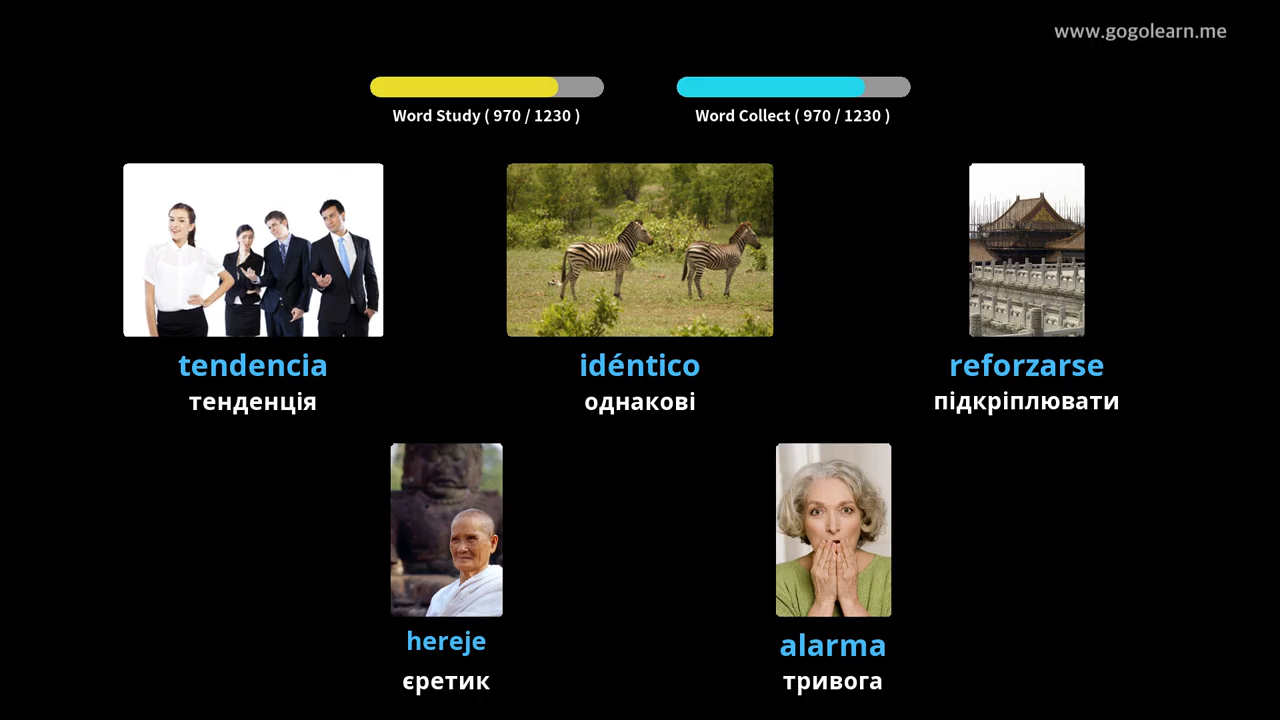 www.gogolearn.me
Word Study ( 970 / 1230 )
Word Collect ( 970 / 1230 )
tendencia
idéntico
reforzarse
тенденція
однакові
підкріплювати
hereje
alarma
єретик
тривога